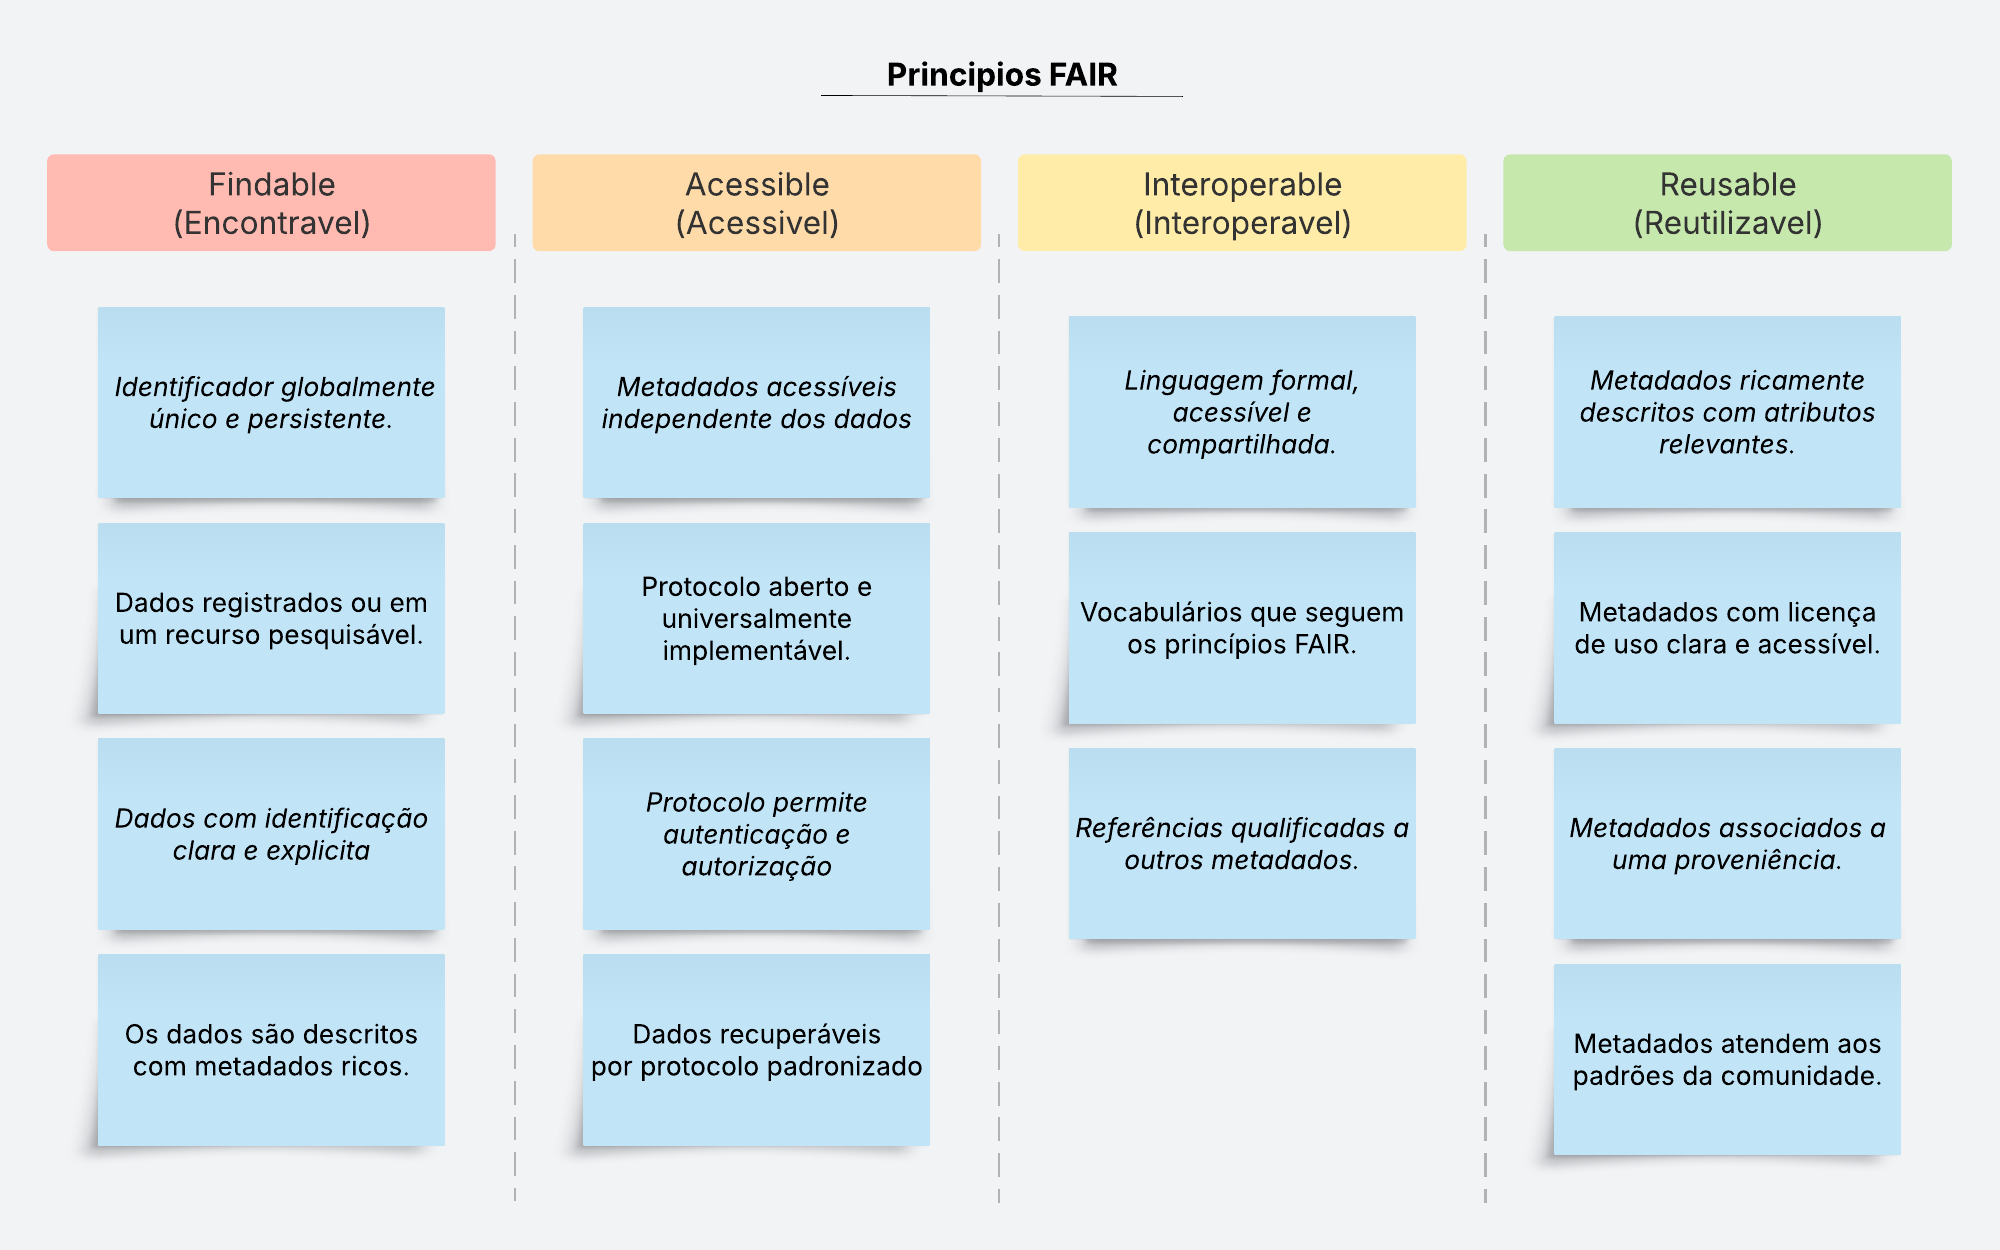 Principios FAIR
Findable
(Encontravel)
Identificador globalmente
único e persistente.
Dados registrados ou em
um recurso pesquisável.
Dados com identificação
clara e explicita
Os dados são descritos
com metadados ricos.
Acessible
(Acessivel)
Metadados acessíveis
independente dos dados
Protocolo aberto e
universalmente
implementável.
Protocolo permite
autenticação e
autorização
Dados recuperáveis
por protocolo padronizado
Interoperable
(Interoperavel)
Linguagem formal,
acessível e
compartilhada.
Vocabulários que seguem
os princípios FAIR.
Referências qualificadas a
outros metadados.
Reusable
(Reutilizavel)
Metadados ricamente
descritos com atributos
relevantes.
Metadados com licença
de uso clara e acessível.
Metadados associados a
uma proveniência.
Metadados atendem aos
padrões da comunidade.